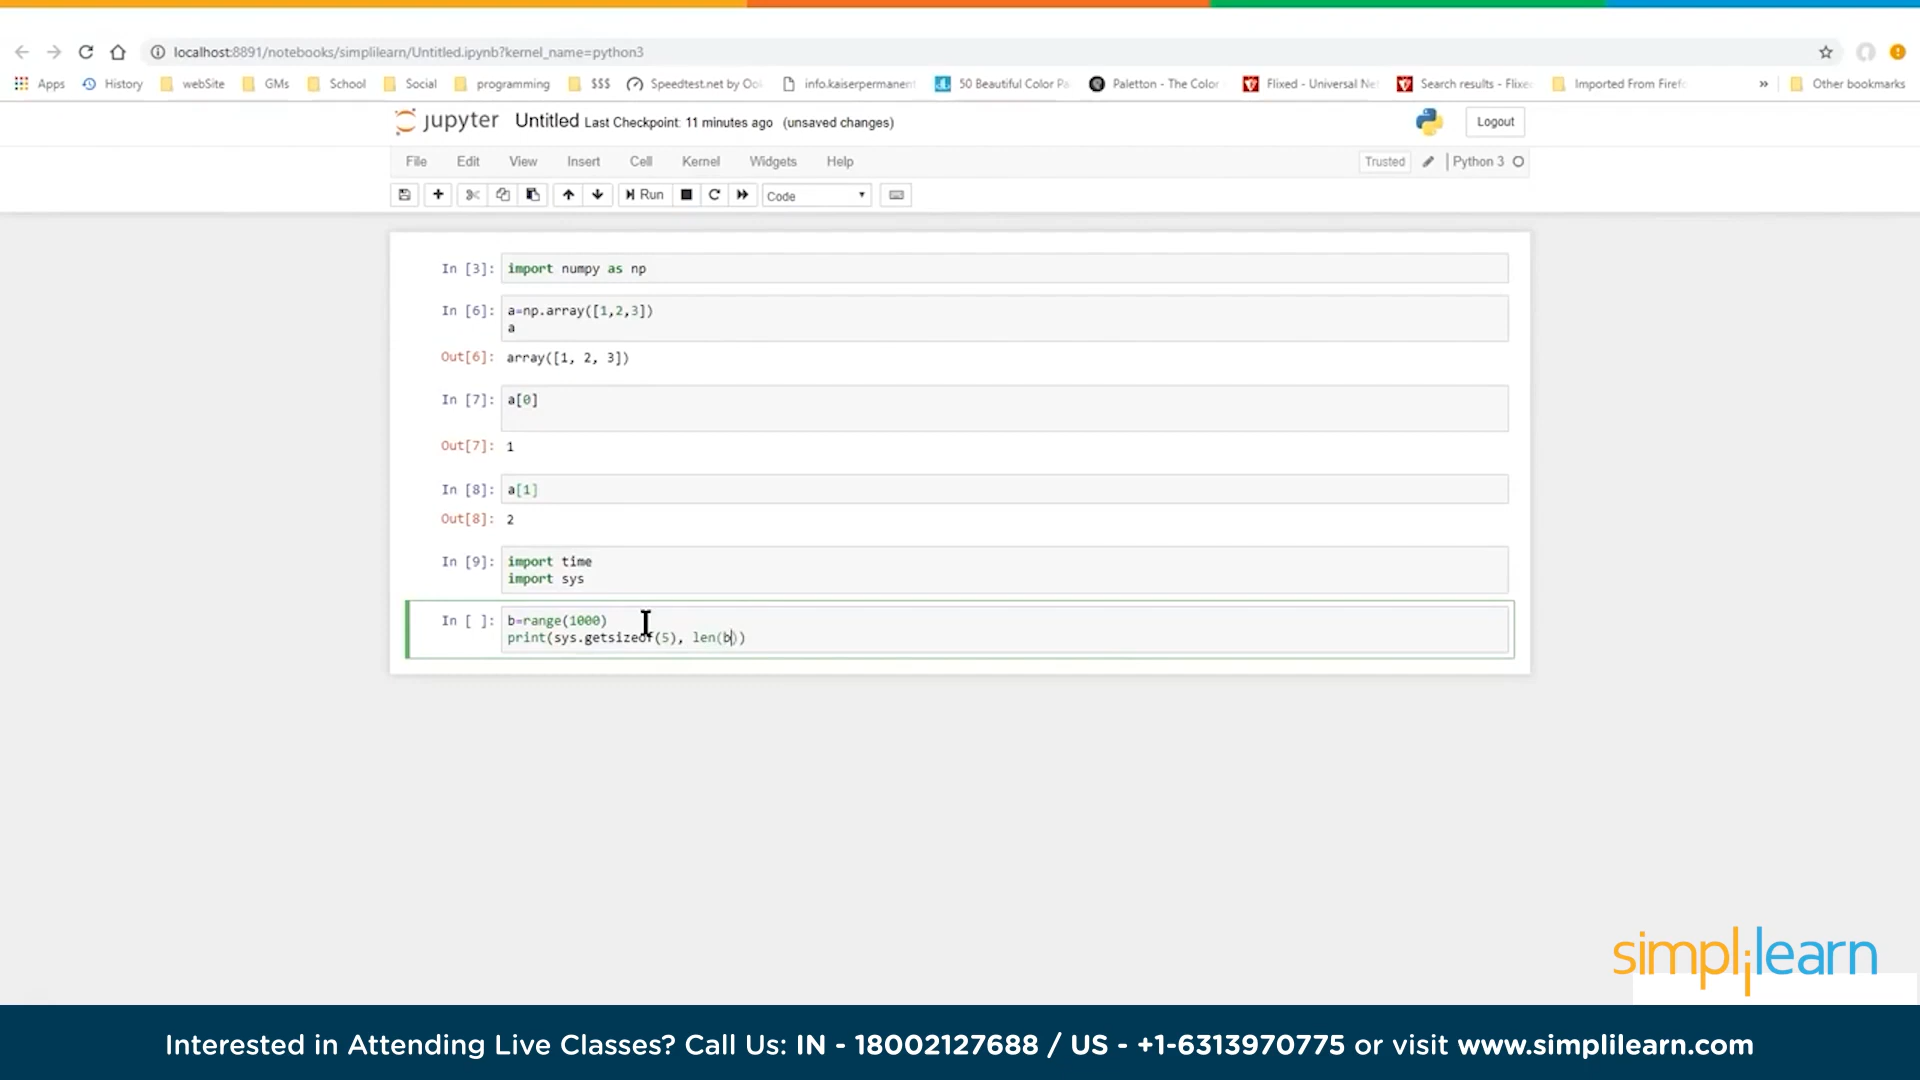 localhost:8891/notebooks/simplilearn/Untitled.ipynb?kernel_name=python3
Apps History webSite GMs School Social programming $$$ Speedtest.net by Oo info.kaiserpermanent 50 Beautiful Color Pa Paletton - The Color Flixed - Universal Ne Search results - Flixe Imported From Firef » Other bookmarks
jupyter Untitled Last Checkpoint: 11 minutes ago (unsaved changes) Logout
File Edit View Insert Cell Kernel Widgets Help Trusted Python 3
Run Code
In [3]: import numpy as np
In [6]: a=np.array([1,2,3])
a
Out[6]: array([1, 2, 3])
In [7]: a[0]
Out[7]: 1
In [8]: a[1]
Out[8]: 2
In [9]: import time
import sys
In [ ]: b=range(1000)
print(sys.getsizeof(5), len(b))
simplilearn
Interested in Attending Live Classes? Call Us: IN - 18002127688 / US - +1-6313970775 or visit www.simplilearn.com